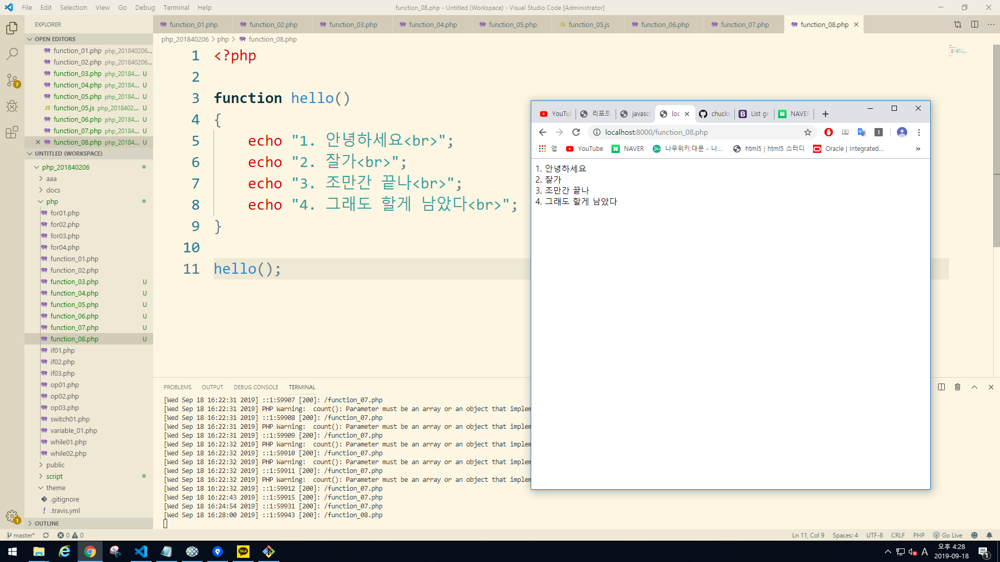 File Edit Selection View Go Debug Terminal Help
function_08.php - Untitled (Workspace) - Visual Studio Code [Administrator]
EXPLORER
OPEN EDITORS
function_01.php php_201840206...
function_02.php php_201840206...
function_03.php php_20184... U
function_04.php php_20184... U
function_05.php php_20184... U
JS function_05.js php_2018402... U
function_06.php php_20184... U
function_07.php php_20184... U
function_08.php php_20184... U
UNTITLED (WORKSPACE)
php_201840206
aaa
docs
php
for01.php
for02.php
for03.php
for04.php
function_01.php
function_02.php
function_03.php U
function_04.php U
function_05.php U
function_06.php U
function_07.php U
function_08.php U
if01.php
if02.php
if03.php
op01.php
op02.php
op03.php
switch01.php
variable_01.php
while01.php
while02.php
public
script
theme
.gitignore
! .travis.yml
OUTLINE
7
1
function_01.php function_02.php function_03.php function_04.php function_05.php JS function_05.js function_06.php function_07.php function_08.php
php_201840206 > php > function_08.php
1 <?php
2
3 function hello()
4 {
5 echo "1. 안녕하세요<br>";
6 echo "2. 잘가<br>";
7 echo "3. 조만간 끝나<br>";
8 echo "4. 그래도 할게 남았다<br>";
9 }
10
11 hello();
YouTu 리포트 javascr loc chucks List gr NAVER
localhost:8000/function_08.php
앱 YouTube NAVER 나무위키:대문 - 나... html5 | html5 스터디 Oracle | Integrated... »
1. 안녕하세요
2. 잘가
3. 조만간 끝나
4. 그래도 할게 남았다
PROBLEMS OUTPUT DEBUG CONSOLE TERMINAL
[Wed Sep 18 16:22:31 2019] ::1:59907 [200]: /function_07.php
[Wed Sep 18 16:22:31 2019] PHP Warning:  count(): Parameter must be an array or an object that implem
[Wed Sep 18 16:22:31 2019] ::1:59908 [200]: /function_07.php
[Wed Sep 18 16:22:31 2019] PHP Warning:  count(): Parameter must be an array or an object that implem
[Wed Sep 18 16:22:31 2019] ::1:59909 [200]: /function_07.php
[Wed Sep 18 16:22:32 2019] PHP Warning:  count(): Parameter must be an array or an object that implem
[Wed Sep 18 16:22:32 2019] ::1:59910 [200]: /function_07.php
[Wed Sep 18 16:22:32 2019] PHP Warning:  count(): Parameter must be an array or an object that implem
[Wed Sep 18 16:22:32 2019] ::1:59911 [200]: /function_07.php
[Wed Sep 18 16:22:32 2019] PHP Warning:  count(): Parameter must be an array or an object that implem
[Wed Sep 18 16:22:32 2019] ::1:59912 [200]: /function_07.php
[Wed Sep 18 16:22:43 2019] ::1:59915 [200]: /function_07.php
[Wed Sep 18 16:24:54 2019] ::1:59931 [200]: /function_07.php
[Wed Sep 18 16:28:00 2019] ::1:59943 [200]: /function_08.php
master* 0 0
Ln 11, Col 9 Spaces: 4 UTF-8 CRLF PHP Go Live
TALK
A 오후 4:28
2019-09-18
1